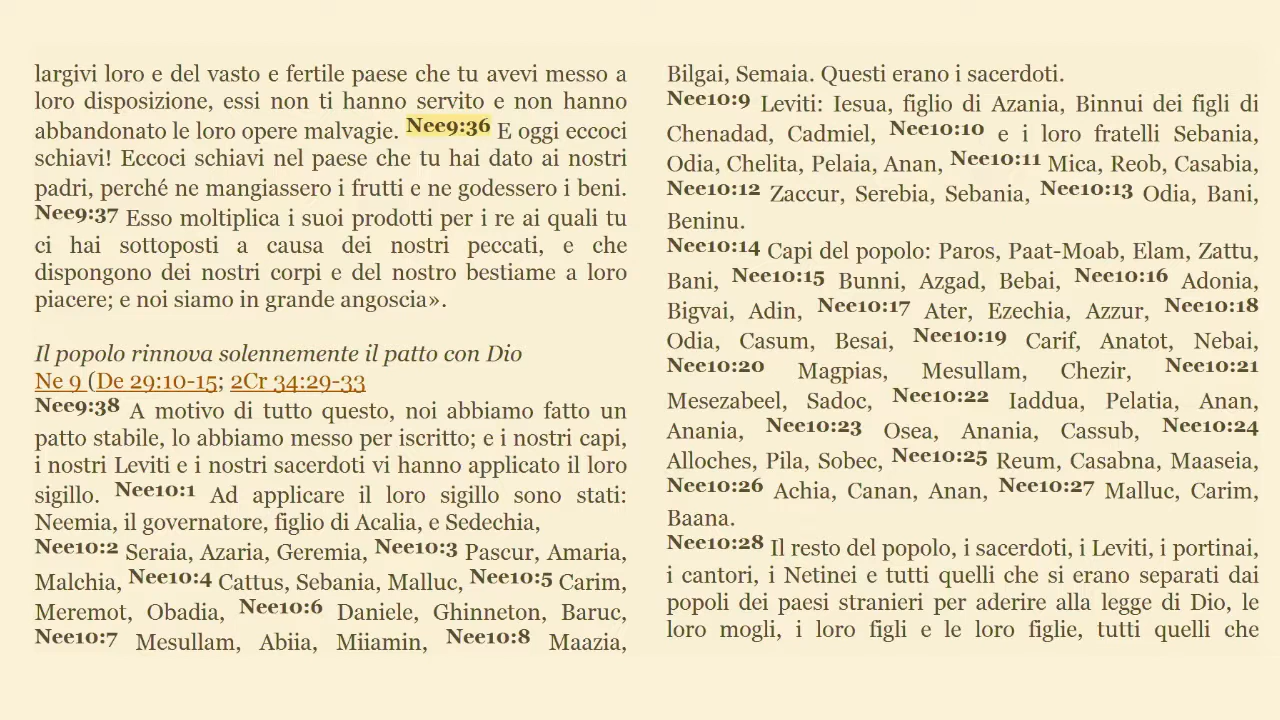 largivi loro e del vasto e fertile paese che tu avevi messo a
loro disposizione, essi non ti hanno servito e non hanno
abbandonato le loro opere malvagie. Nee9:36 E oggi eccoci
schiavi! Eccoci schiavi nel paese che tu hai dato ai nostri
padri, perché ne mangiassero i frutti e ne godessero i beni.
Nee9:37 Esso moltiplica i suoi prodotti per i re ai quali tu
ci hai sottoposti a causa dei nostri peccati, e che
dispongono dei nostri corpi e del nostro bestiame a loro
piacere; e noi siamo in grande angoscia».
Il popolo rinnova solennemente il patto con Dio
Ne 9 (De 29:10-15; 2Cr 34:29-33
Nee9:38 A motivo di tutto questo, noi abbiamo fatto un
patto stabile, lo abbiamo messo per iscritto; e i nostri capi,
i nostri Leviti e i nostri sacerdoti vi hanno applicato il loro
sigillo. Nee10:1 Ad applicare il loro sigillo sono stati:
Neemia, il governatore, figlio di Acalia, e Sedechia,
Nee10:2 Seraia, Azaria, Geremia, Nee10:3 Pascur, Amaria,
Malchia, Nee10:4 Cattus, Sebania, Malluc, Nee10:5 Carim,
Meremot, Obadia, Nee10:6 Daniele, Ghinneton, Baruc,
Nee10:7 Mesullam, Abiia, Miiamin, Nee10:8 Maazia,
Bilgai, Semaia. Questi erano i sacerdoti.
Nee10:9 Leviti: Iesua, figlio di Azania, Binnui dei figli di
Chenadad, Cadmiel, Nee10:10 e i loro fratelli Sebania,
Odia, Chelita, Pelaia, Anan, Nee10:11 Mica, Reob, Casabia,
Nee10:12 Zaccur, Serebia, Sebania, Nee10:13 Odia, Bani,
Beninu.
Nee10:14 Capi del popolo: Paros, Paat-Moab, Elam, Zattu,
Bani, Nee10:15 Bunni, Azgad, Bebai, Nee10:16 Adonia,
Bigvai, Adin, Nee10:17 Ater, Ezechia, Azzur, Nee10:18
Odia, Casum, Besai, Nee10:19 Carif, Anatot, Nebai,
Nee10:20 Magpias, Mesullam, Chezir, Nee10:21
Mesezabeel, Sadoc, Nee10:22 Iaddua, Pelatia, Anan,
Anania, Nee10:23 Osea, Anania, Cassub, Nee10:24
Alloches, Pila, Sobec, Nee10:25 Reum, Casabna, Maaseia,
Nee10:26 Achia, Canan, Anan, Nee10:27 Malluc, Carim,
Baana.
Nee10:28 Il resto del popolo, i sacerdoti, i Leviti, i portinai,
i cantori, i Netinei e tutti quelli che si erano separati dai
popoli dei paesi stranieri per aderire alla legge di Dio, le
loro mogli, i loro figli e le loro figlie, tutti quelli che